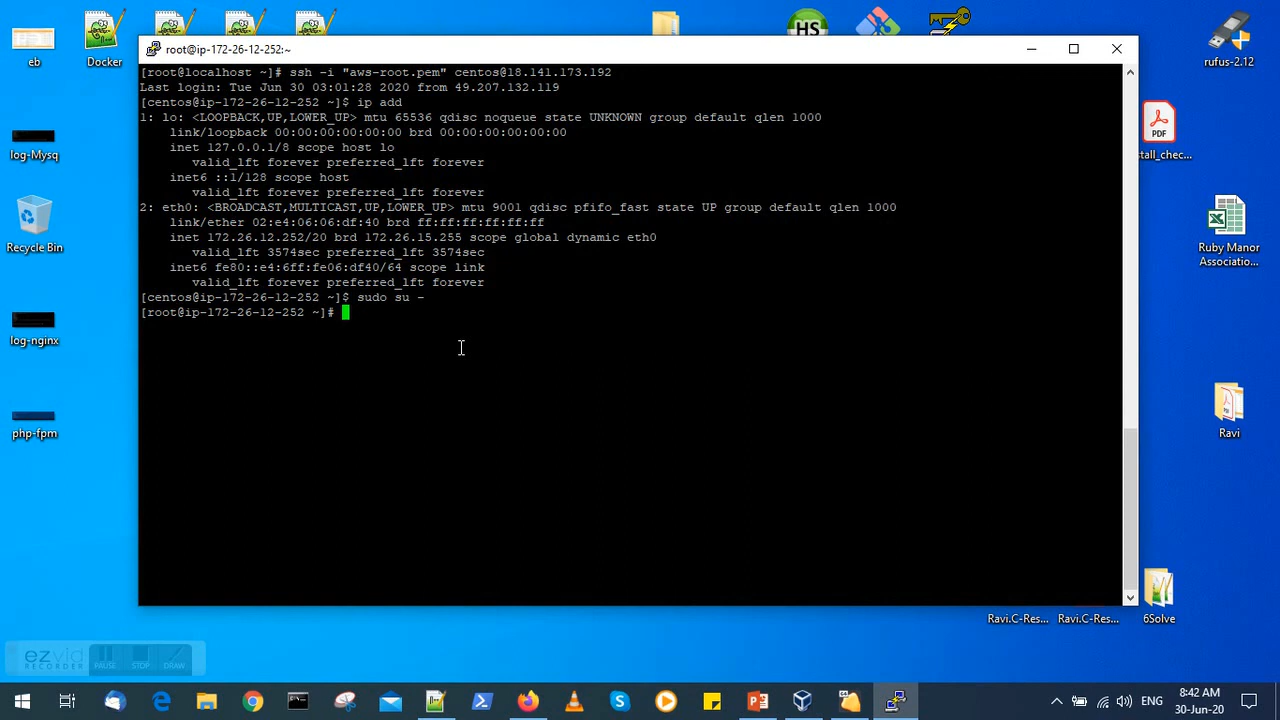 eb
Docker
HS
rufus-2.12
root@ip-172-26-12-252:~
[root@localhost ~]# ssh -i "aws-root.pem" centos@18.141.173.192
Last login: Tue Jun 30 03:01:28 2020 from 49.207.132.119
[centos@ip-172-26-12-252 ~]$ ip add
1: lo: <LOOPBACK,UP,LOWER_UP> mtu 65536 qdisc noqueue state UNKNOWN group default qlen 1000
link/loopback 00:00:00:00:00:00 brd 00:00:00:00:00:00
inet 127.0.0.1/8 scope host lo
valid_lft forever preferred_lft forever
inet6 ::1/128 scope host
valid_lft forever preferred_lft forever
2: eth0: <BROADCAST,MULTICAST,UP,LOWER_UP> mtu 9001 qdisc pfifo_fast state UP group default qlen 1000
link/ether 02:e4:06:06:df:40 brd ff:ff:ff:ff:ff:ff
inet 172.26.12.252/20 brd 172.26.15.255 scope global dynamic eth0
valid_lft 3574sec preferred_lft 3574sec
inet6 fe80::e4:6ff:fe06:df40/64 scope link
valid_lft forever preferred_lft forever
[centos@ip-172-26-12-252 ~]$ sudo su -
[root@ip-172-26-12-252 ~]#
log-Mysq
Recycle Bin
log-nginx
php-fpm
PDF
tall_chec...
Ruby Manor
Associatio...
Ravi
Ravi.C-Res...
Ravi.C-Res...
6Solve
ezvid
RECORDER
PAUSE
STOP
DRAW
ENG
8:42 AM
30-Jun-20